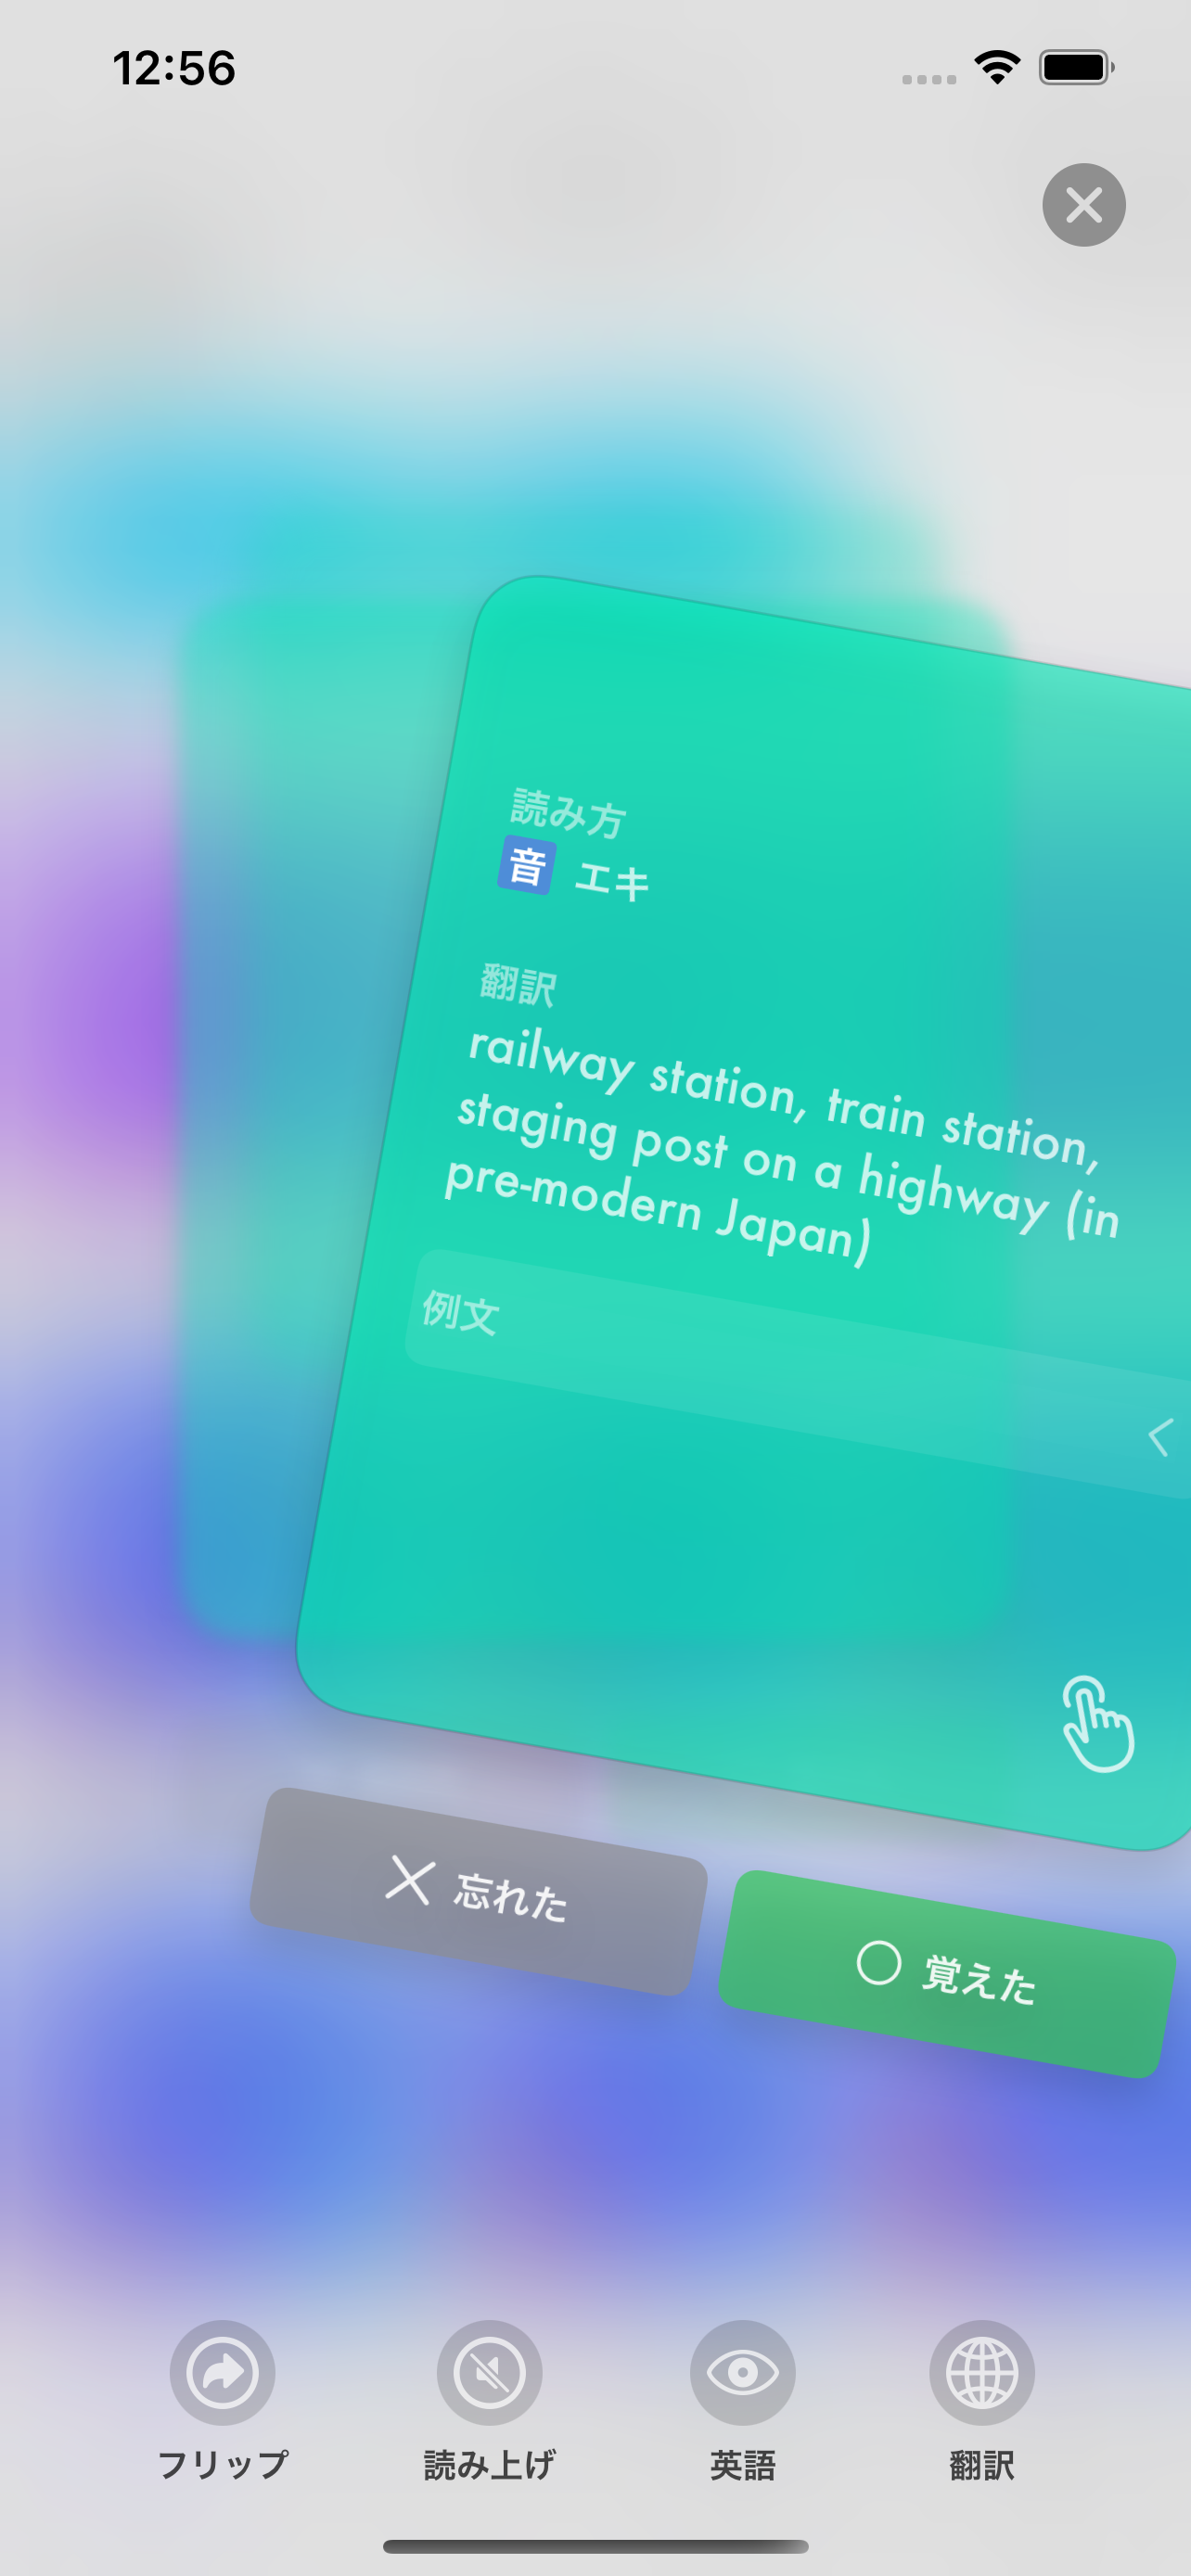 12:56
読み方
音 エキ
翻訳
railway station, train station,
staging post on a highway (in
pre-modern Japan)
例文
忘れた
覚えた
フリップ
読み上げ
英語
翻訳